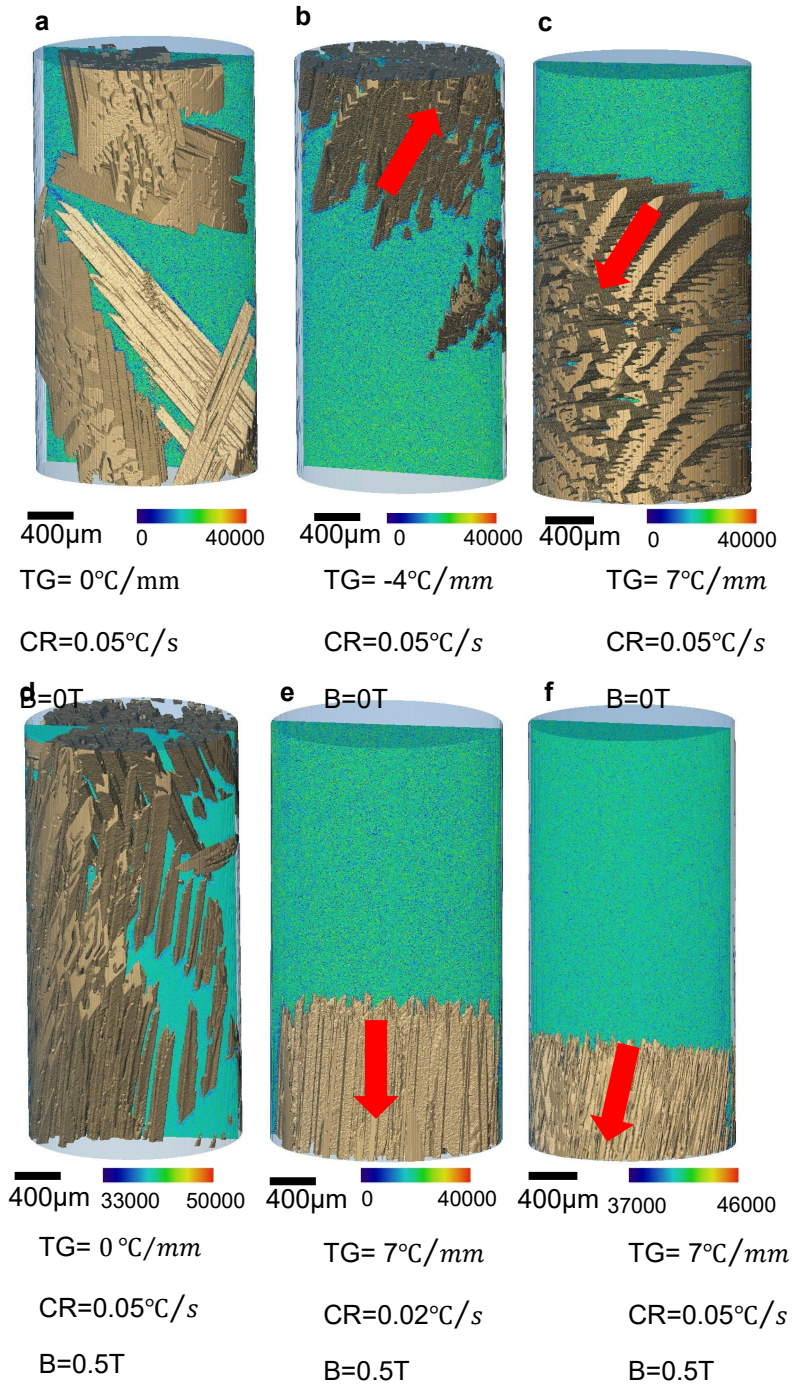 a
b
c
400μm
0
40000
400μm
0
40000
400μm
0
40000
TG= 0℃/mm
TG= -4℃/mm
TG= 7℃/mm
CR=0.05℃/s
CR=0.05℃/s
CR=0.05℃/s
B=0T
B=0T
B=0T
d
e
f
400μm
33000
50000
400μm
0
40000
400μm
37000
46000
TG= 0 ℃/mm
TG= 7℃/mm
TG= 7℃/mm
CR=0.05℃/s
CR=0.02℃/s
CR=0.05℃/s
B=0.5T
B=0.5T
B=0.5T